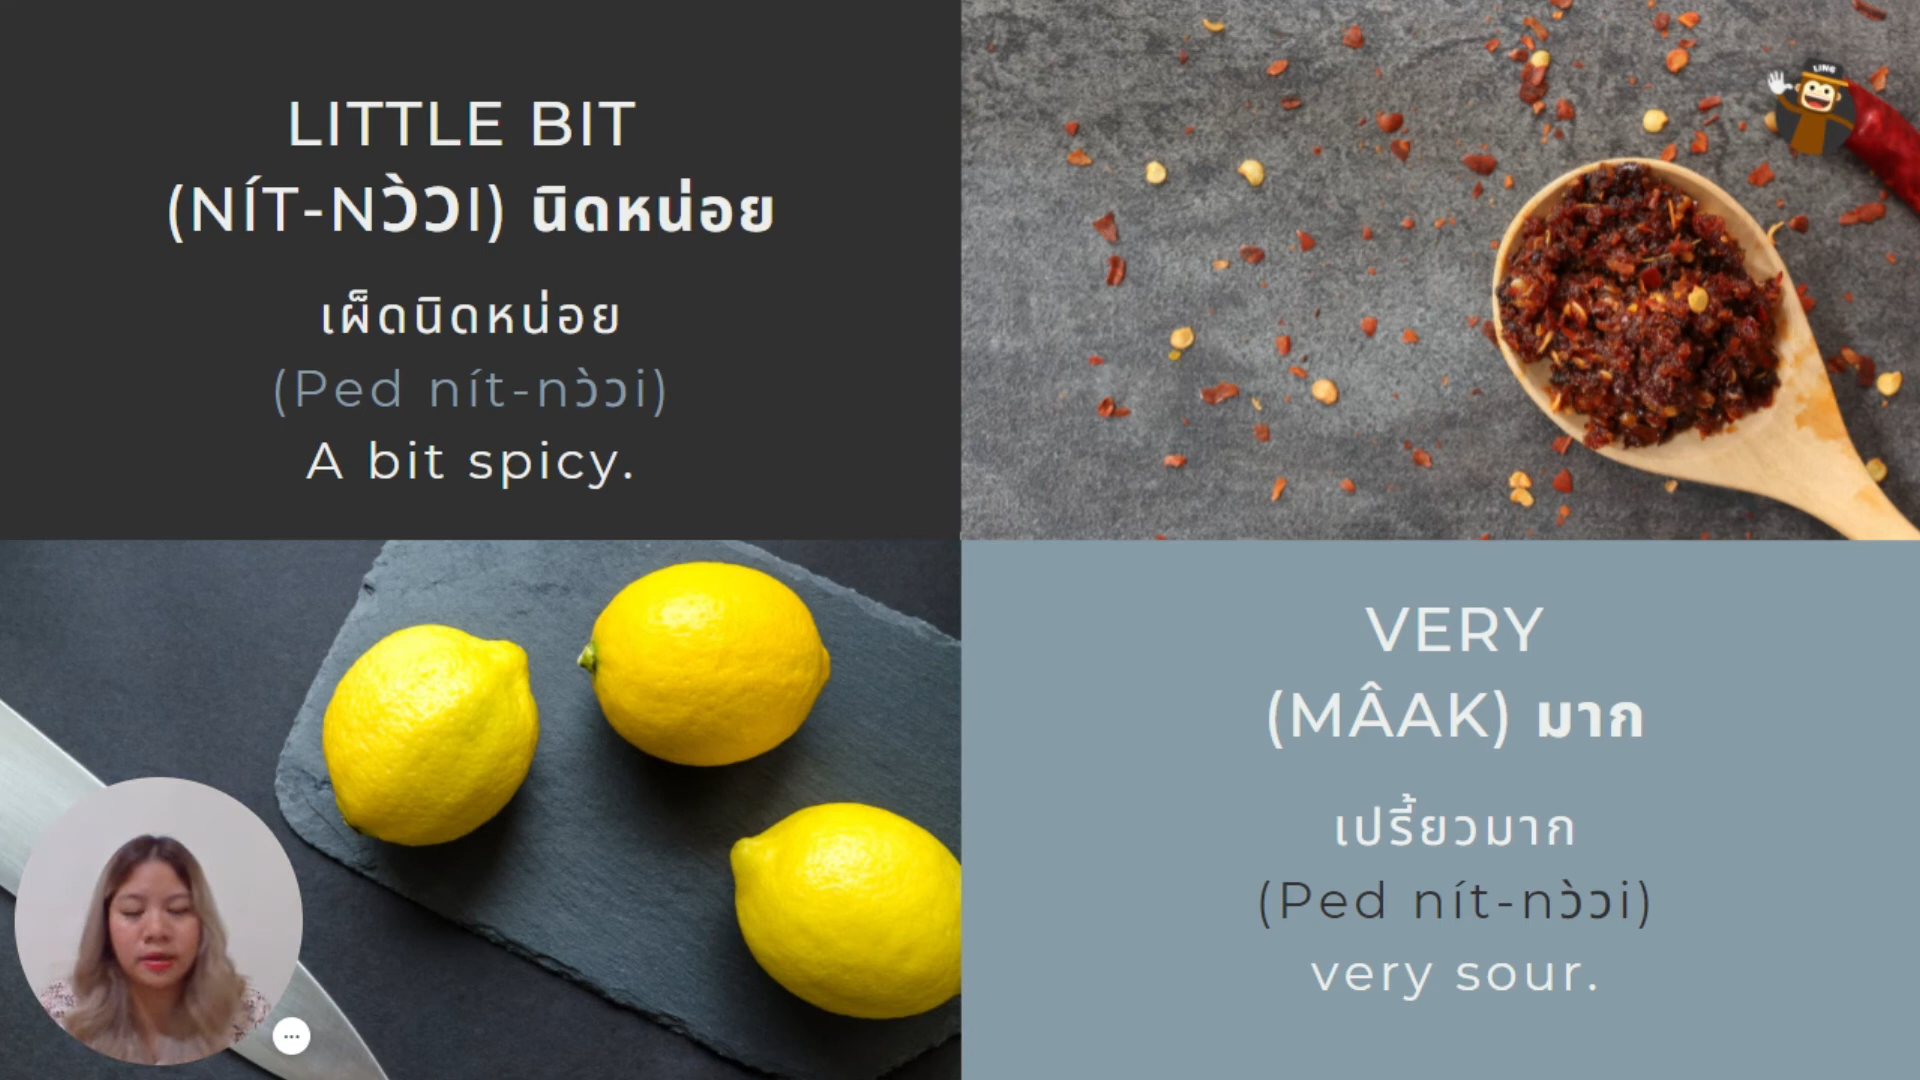 LITTLE BIT
(NÍT-Nɔ̀ɔI) นิดหน่อย
เผ็ดนิดหน่อย
(Ped nít-nɔ̀ɔi)
A bit spicy.
LING
VERY
(MÂAK) มาก
เปรี้ยวมาก
(Ped nít-nɔ̀ɔi)
very sour.